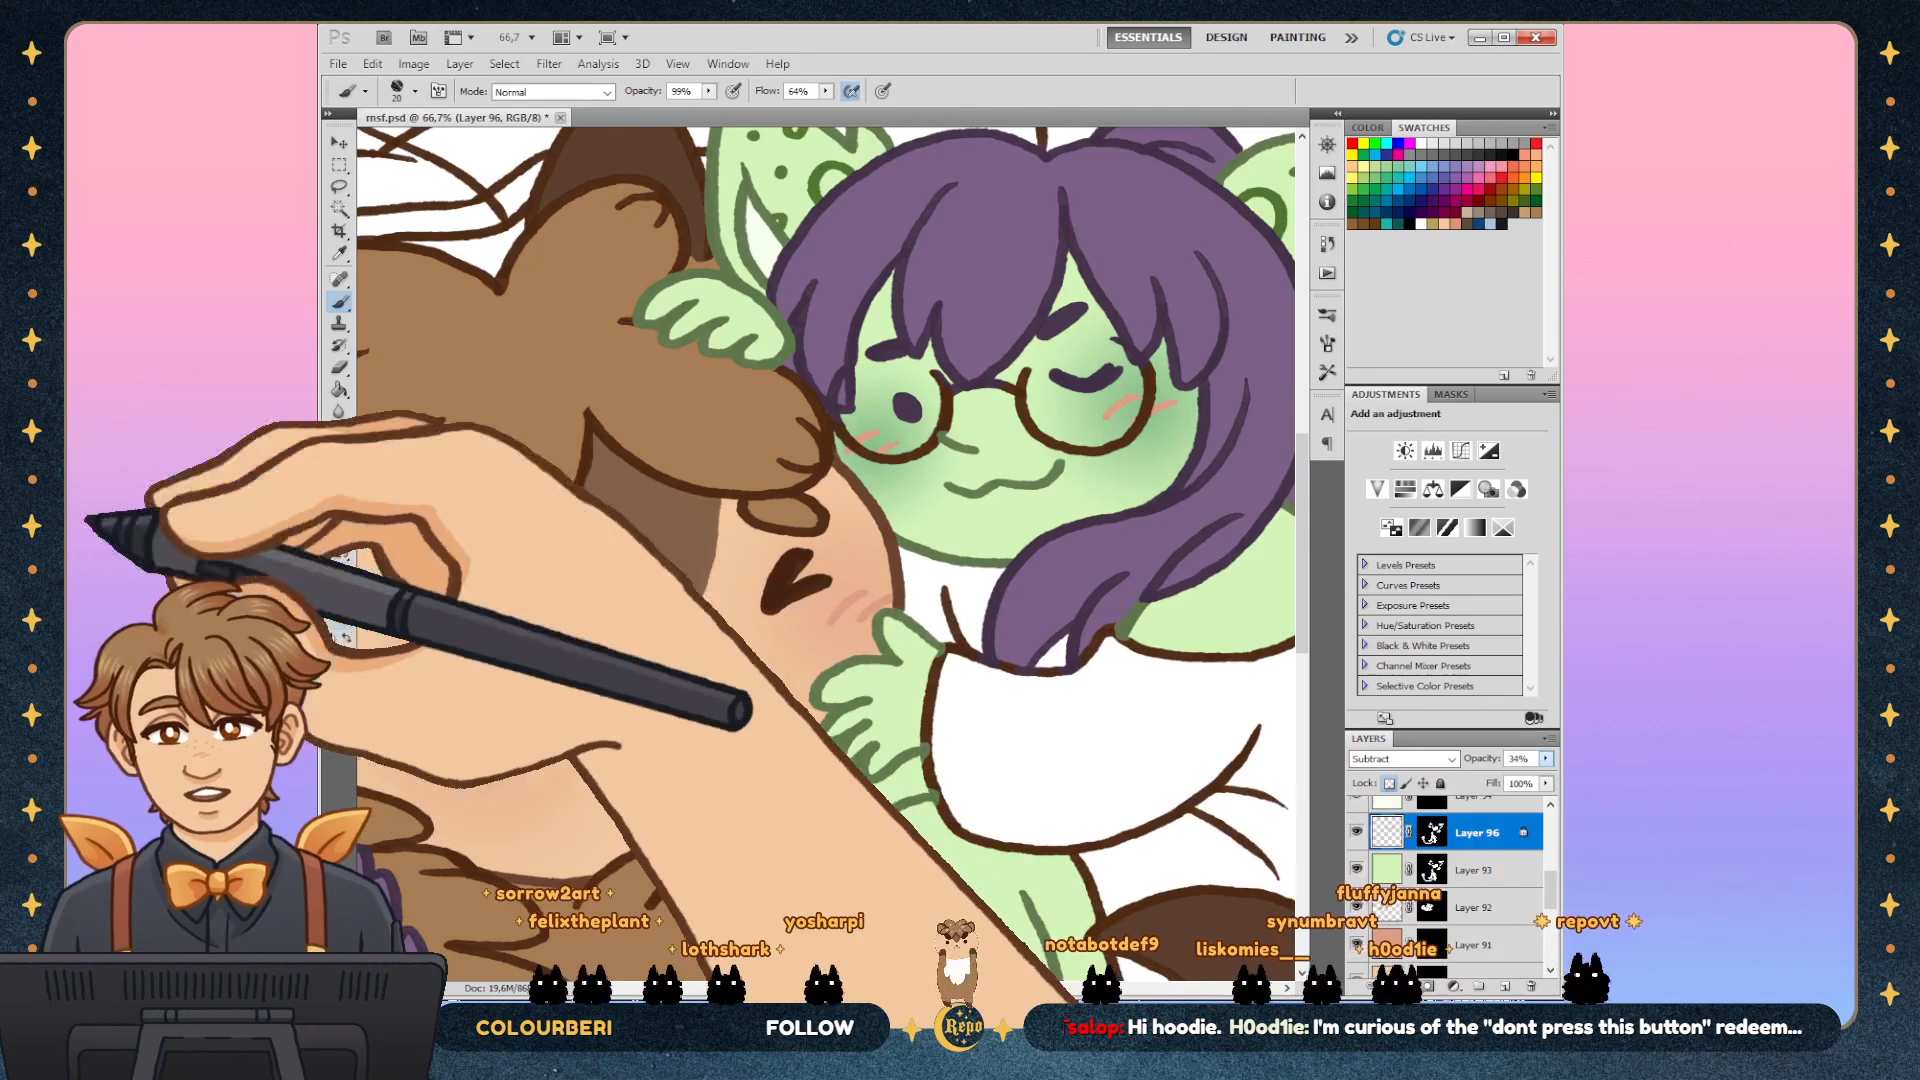 Ps Br Mb 66,7 ESSENTIALS DESIGN PAINTING CS Live
File Edit Image Layer Select Filter Analysis 3D View Window Help
20 Mode: Normal Opacity: 99% Flow: 64%
rnsf.psd @ 66,7% (Layer 96, RGB/8) *
COLOR SWATCHES
ADJUSTMENTS MASKS
Add an adjustment
Levels Presets
Curves Presets
Exposure Presets
Hue/Saturation Presets
Black & White Presets
Channel Mixer Presets
Selective Color Presets
LAYERS
Subtract Opacity: 34%
Lock: Fill: 100%
Layer 96
Layer 93
Layer 92
Layer 91
sorrow2art
felixtheplant
lothshark
yosharpi
notabotdef9
fluffyjanna
synumbravt
liskomies__
h0od1ie
repovt
COLOURBERI FOLLOW
Repo
salop: Hi hoodie. H0od1ie: I'm curious of the "dont press this button" redeem...